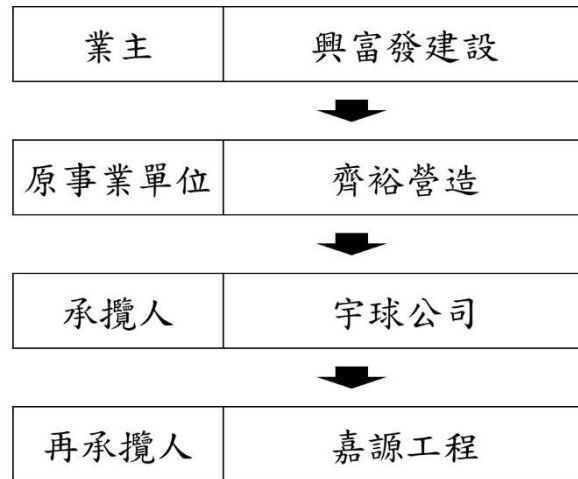 業主 興富發建設
原事業單位 齊裕營造
承攬人 宇球公司
再承攬人 嘉源工程